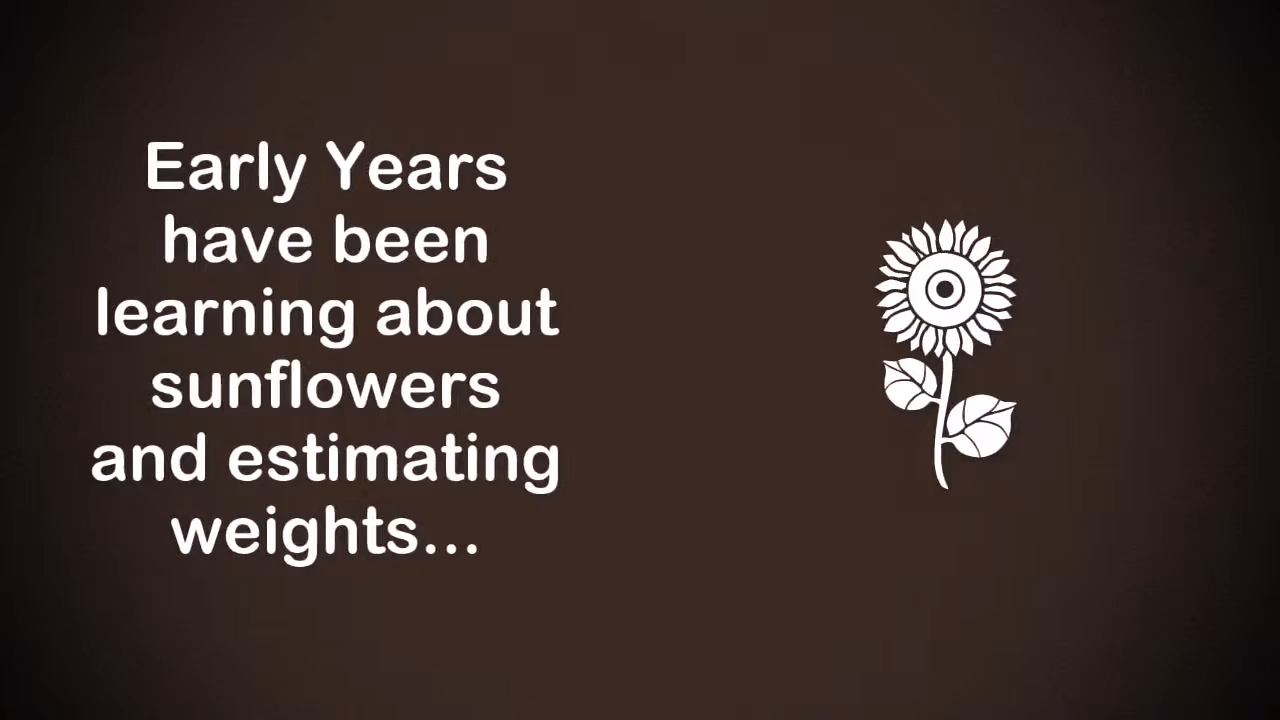 Early Years
have been
learning about
sunflowers
and estimating
weights...